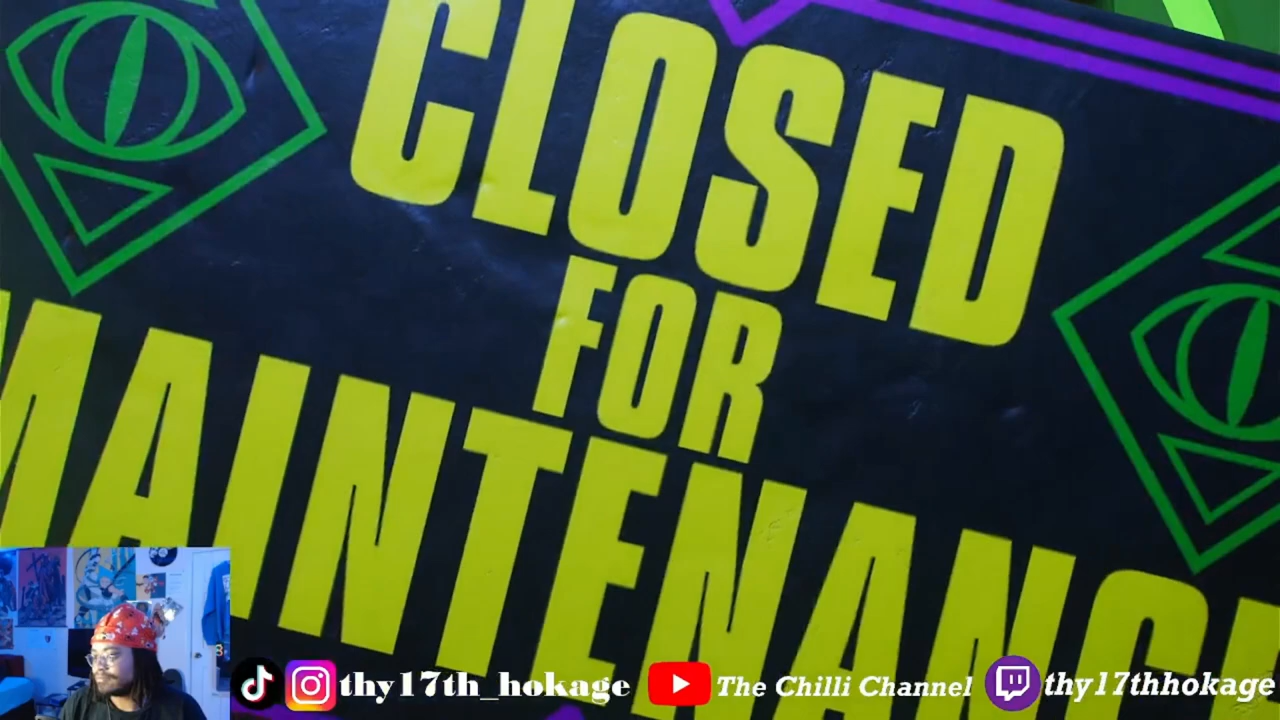 CLOSED
FOR
MAINTENANC
thy17th_hokage The Chilli Channel thy17thhokage